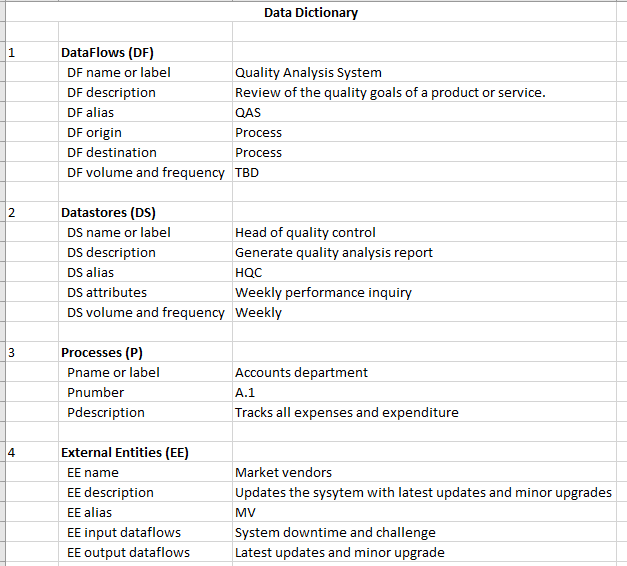 Data Dictionary
1 DataFlows (DF)
DF name or label Quality Analysis System
DF description Review of the quality goals of a product or service.
DF alias QAS
DF origin Process
DF destination Process
DF volume and frequency TBD
2 Datastores (DS)
DS name or label Head of quality control
DS description Generate quality analysis report
DS alias HQC
DS attributes Weekly performance inquiry
DS volume and frequency Weekly
3 Processes (P)
Pname or label Accounts department
Pnumber A.1
Pdescription Tracks all expenses and expenditure
4 External Entities (EE)
EE name Market vendors
EE description Updates the sysytem with latest updates and minor upgrades
EE alias MV
EE input dataflows System downtime and challenge
EE output dataflows Latest updates and minor upgrade